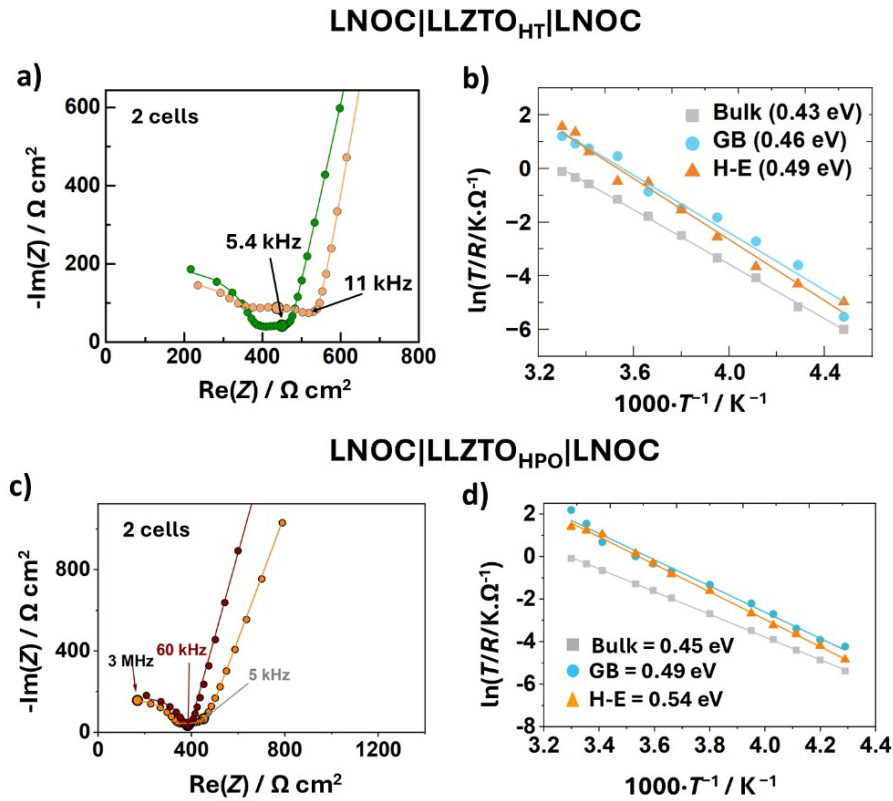 LNOC|LLZTO_HT|LNOC
a)
2 cells
5.4 kHz
11 kHz
-Im(Z) / Ω cm²
600
400
200
0
0 200 400 600 800
Re(Z) / Ω cm²
b)
Bulk (0.43 eV)
GB (0.46 eV)
H-E (0.49 eV)
ln(T/R/K·Ω⁻¹)
2
0
−2
−4
−6
3.2 3.6 4.0 4.4
1000·T⁻¹ / K⁻¹
LNOC|LLZTO_HPO|LNOC
c)
2 cells
3 MHz
60 kHz
5 kHz
-Im(Z) / Ω cm²
800
400
0
0 400 800 1200
Re(Z) / Ω cm²
d)
Bulk = 0.45 eV
GB = 0.49 eV
H-E = 0.54 eV
ln(T/R/K.Ω⁻¹)
2
0
-2
-4
-6
-8
3.2 3.4 3.6 3.8 4.0 4.2 4.4
1000·T⁻¹ / K⁻¹